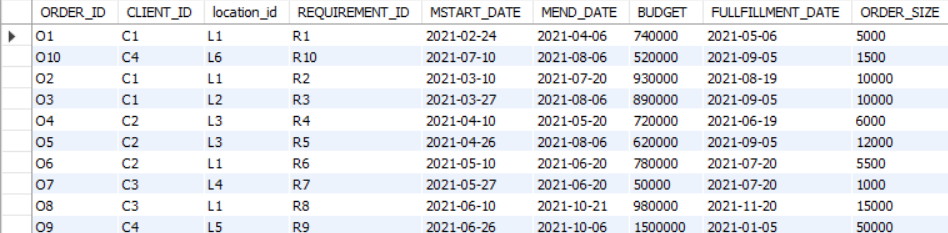 ORDER_ID CLIENT_ID location_id REQUIREMENT_ID MSTART_DATE MEND_DATE BUDGET FULLFILLMENT_DATE ORDER_SIZE
O1 C1 L1 R1 2021-02-24 2021-04-06 740000 2021-05-06 5000
O10 C4 L6 R10 2021-07-10 2021-08-06 520000 2021-09-05 1500
O2 C1 L1 R2 2021-03-10 2021-07-20 930000 2021-08-19 10000
O3 C1 L2 R3 2021-03-27 2021-08-06 890000 2021-09-05 10000
O4 C2 L3 R4 2021-04-10 2021-05-20 720000 2021-06-19 6000
O5 C2 L3 R5 2021-04-26 2021-08-06 620000 2021-09-05 12000
O6 C2 L1 R6 2021-05-10 2021-06-20 780000 2021-07-20 5500
O7 C3 L4 R7 2021-05-27 2021-06-20 50000 2021-07-20 1000
O8 C3 L1 R8 2021-06-10 2021-10-21 980000 2021-11-20 15000
O9 C4 L5 R9 2021-06-26 2021-10-06 1500000 2021-01-05 50000